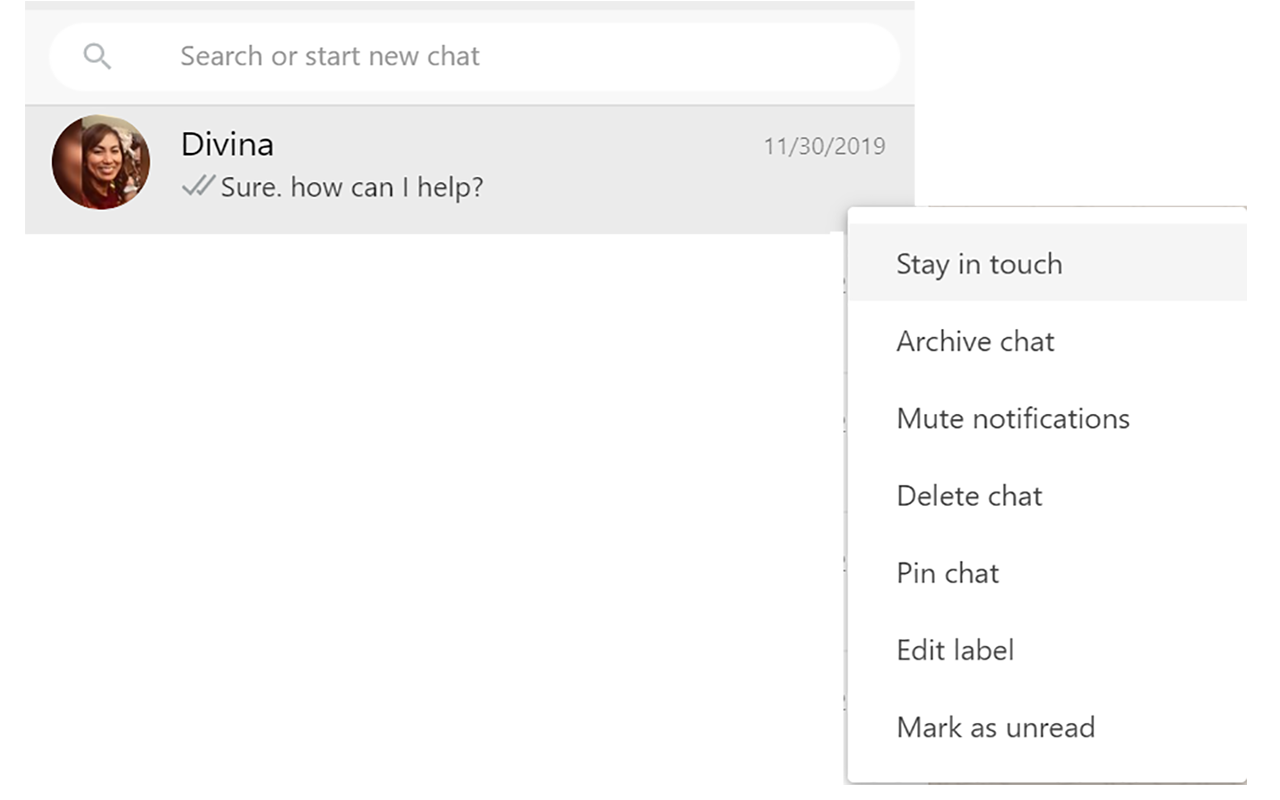 Search or start new chat
Divina
11/30/2019
Sure. how can I help?
Stay in touch
Archive chat
Mute notifications
Delete chat
Pin chat
Edit label
Mark as unread